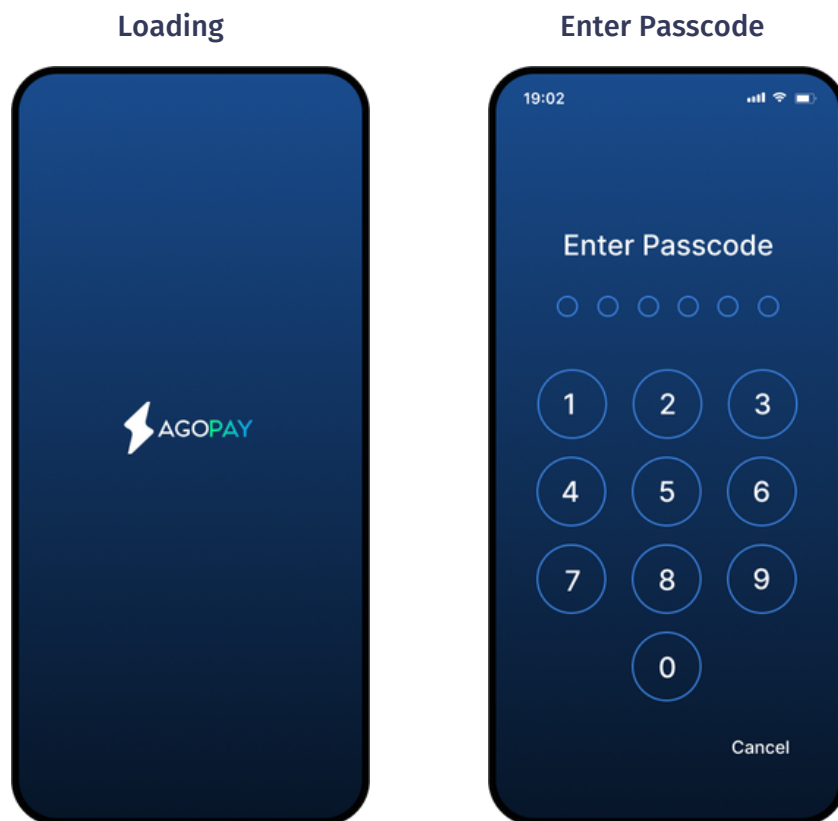 Loading
Enter Passcode
AGOPAY
19:02
Enter Passcode
1 2 3
4 5 6
7 8 9
0
Cancel